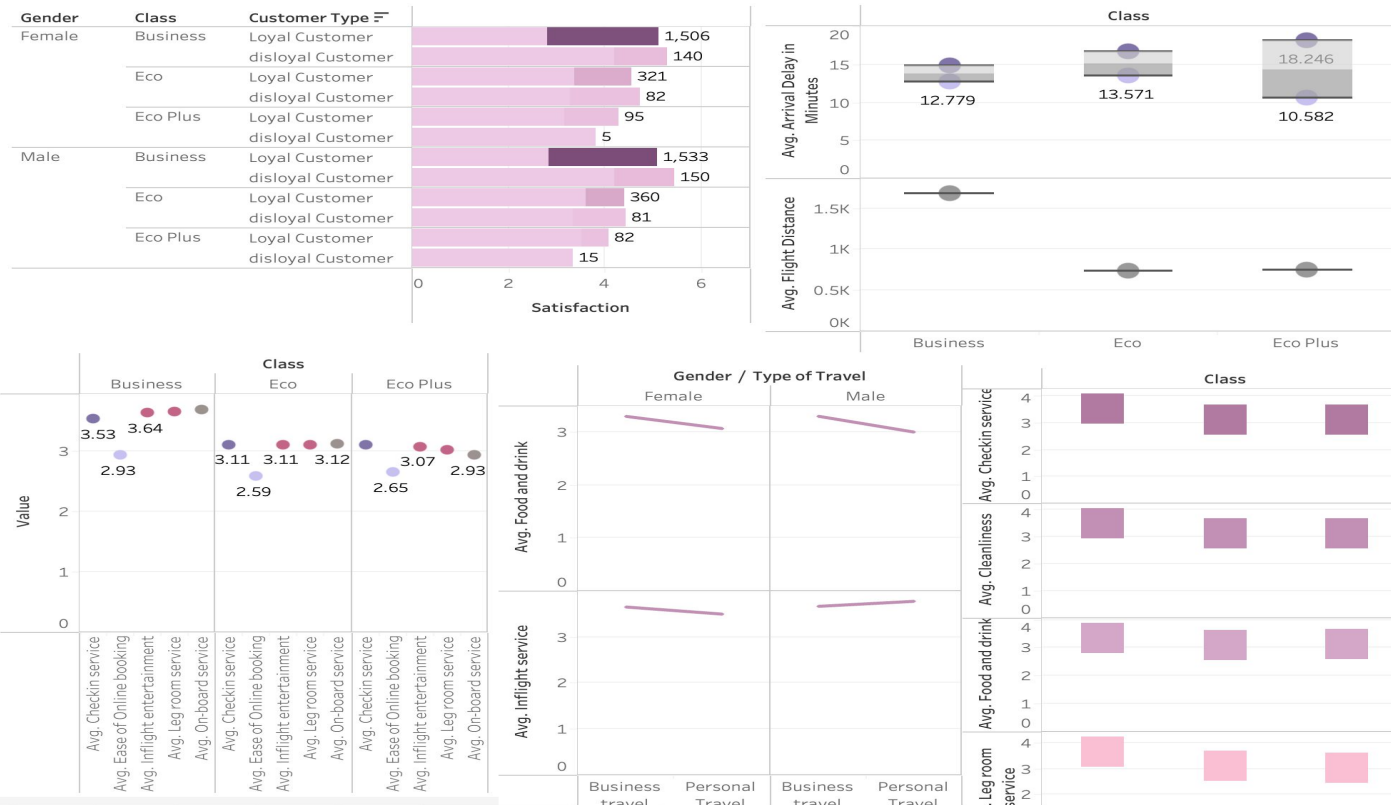 Gender Class Customer Type
Female Business Loyal Customer 1,506
disloyal Customer 140
Eco Loyal Customer 321
disloyal Customer 82
Eco Plus Loyal Customer 95
disloyal Customer 5
Male Business Loyal Customer 1,533
disloyal Customer 150
Eco Loyal Customer 360
disloyal Customer 81
Eco Plus Loyal Customer 82
disloyal Customer 15
0 2 4 6
Satisfaction
Class
Avg. Arrival Delay in
Minutes
20
15
10
5
0
12.779
13.571
18.246
10.582
Avg. Flight Distance
1.5K
1K
0.5K
0K
Business Eco Eco Plus
Class
Business Eco Eco Plus
Value
3
2
1
0
3.53
2.93
3.64
3.11
2.59
3.11
3.12
2.65
3.07
2.93
Avg. Checkin service
Avg. Ease of Online booking
Avg. Inflight entertainment
Avg. Leg room service
Avg. On-board service
Avg. Checkin service
Avg. Ease of Online booking
Avg. Inflight entertainment
Avg. Leg room service
Avg. On-board service
Avg. Checkin service
Avg. Ease of Online booking
Avg. Inflight entertainment
Avg. Leg room service
Avg. On-board service
Gender / Type of Travel
Female Male
Avg. Food and drink
3
2
1
0
Avg. Inflight service
3
2
1
0
Business Personal Business Personal
travel Travel travel Travel
Class
Avg. Checkin service
4
3
2
1
0
Avg. Cleanliness
4
3
2
1
0
Avg. Food and drink
4
3
2
1
0
. Leg room
service
4
3
2